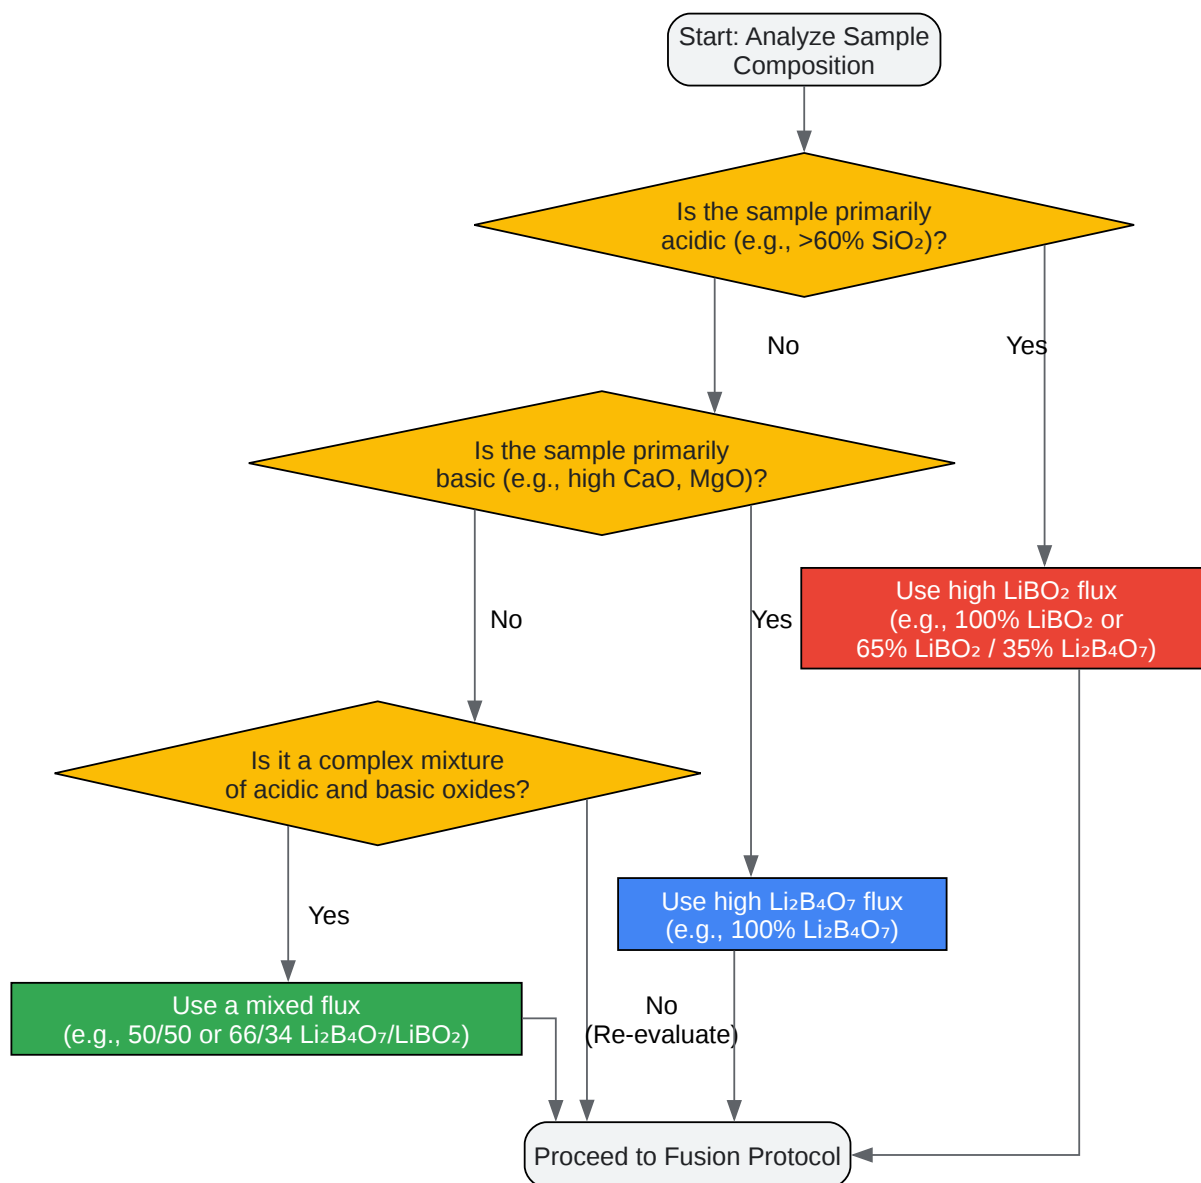 Start: Analyze Sample
Composition
Is the sample primarily
acidic (e.g., >60% SiO₂)?
No
Yes
Is the sample primarily
basic (e.g., high CaO, MgO)?
Use high LiBO₂ flux
(e.g., 100% LiBO₂ or
65% LiBO₂ / 35% Li₂B₄O₇)
No
Yes
Is it a complex mixture
of acidic and basic oxides?
Use high Li₂B₄O₇ flux
(e.g., 100% Li₂B₄O₇)
Yes
Use a mixed flux
(e.g., 50/50 or 66/34 Li₂B₄O₇/LiBO₂)
No
(Re-evaluate)
Proceed to Fusion Protocol